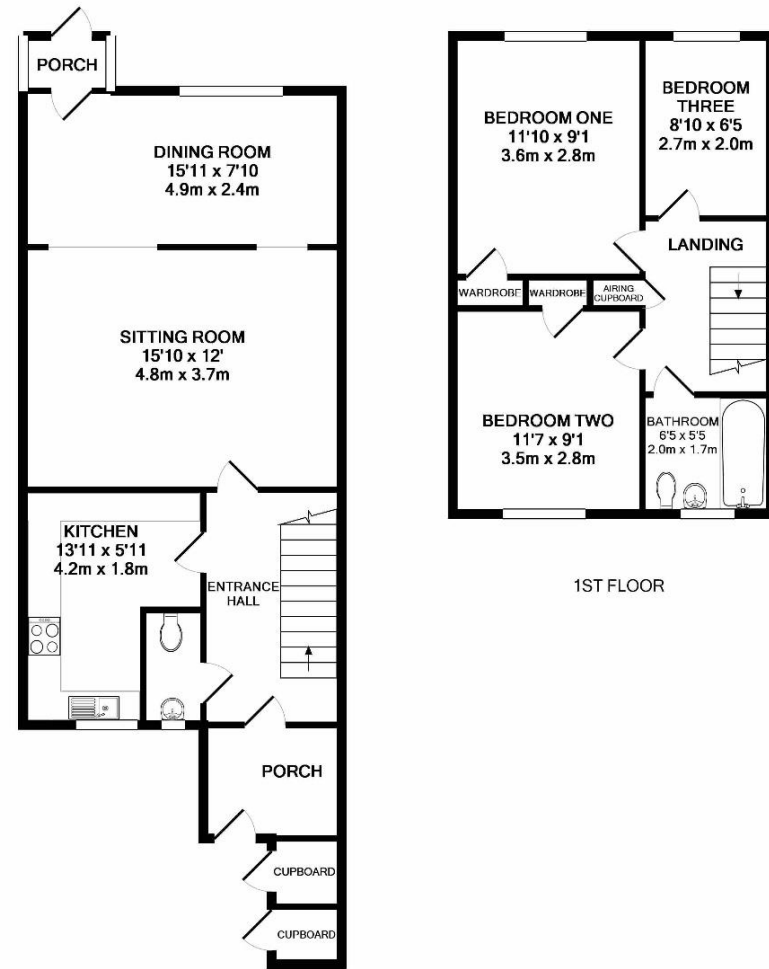 PORCH
DINING ROOM
15'11 x 7'10
4.9m x 2.4m
SITTING ROOM
15'10 x 12'
4.8m x 3.7m
KITCHEN
13'11 x 5'11
4.2m x 1.8m
ENTRANCE
HALL
PORCH
CUPBOARD
CUPBOARD
BEDROOM ONE
11'10 x 9'1
3.6m x 2.8m
BEDROOM
THREE
8'10 x 6'5
2.7m x 2.0m
LANDING
WARDROBE
WARDROBE
AIRING
CUPBOARD
BEDROOM TWO
11'7 x 9'1
3.5m x 2.8m
BATHROOM
6'5 x 5'5
2.0m x 1.7m
1ST FLOOR